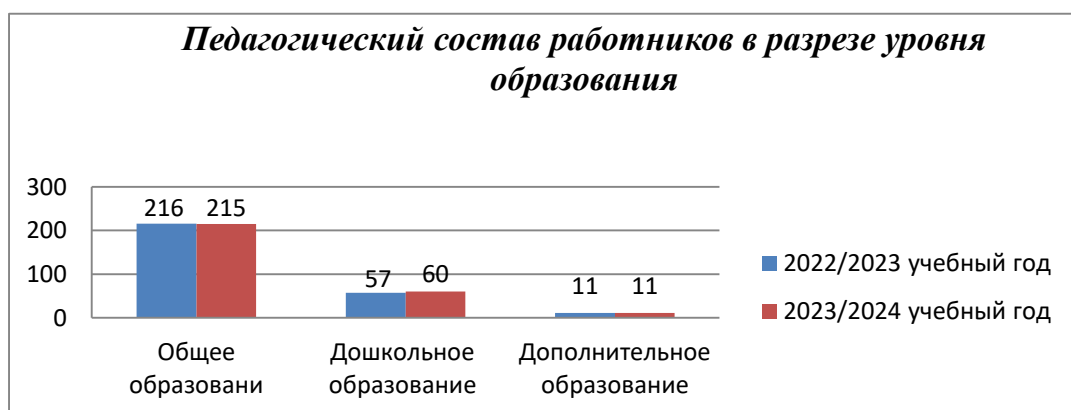 Педагогический состав работников в разрезе уровня
образования
300
200
100
0
216
215
57
60
11
11
Общее
образовани
Дошкольное
образование
Дополнительное
образование
2022/2023 учебный год
2023/2024 учебный год